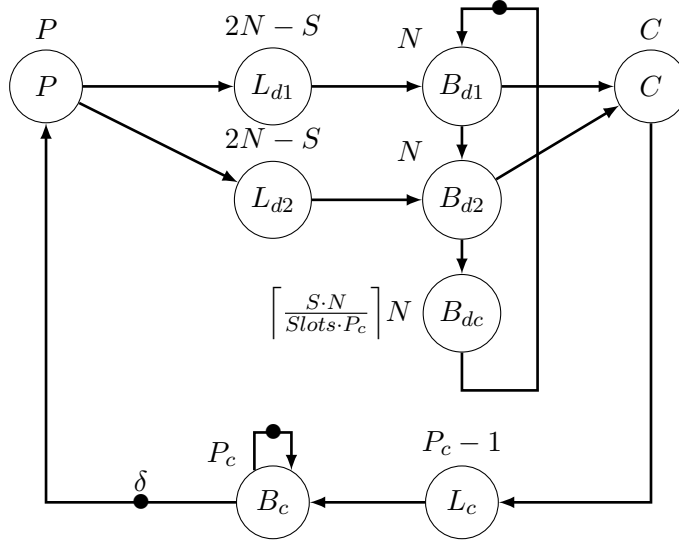 P
2N − S
N
C
P
L_{d1}
B_{d1}
C
2N − S
N
L_{d2}
B_{d2}
⌈\frac{S·N}{Slots·P_c}⌉ N
B_{dc}
P_c
P_c − 1
δ
B_c
L_c